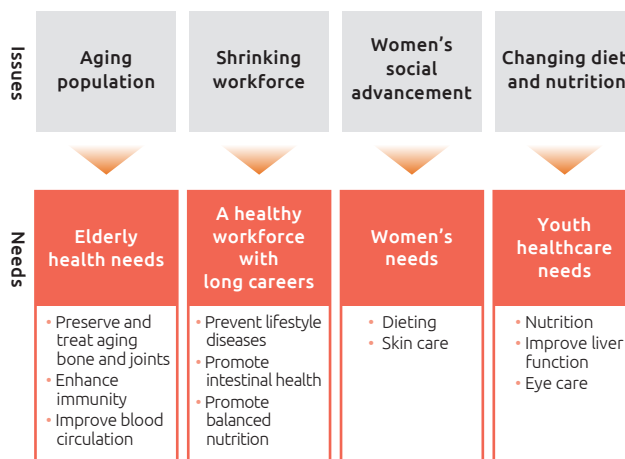 Issues
Aging
population
Shrinking
workforce
Women's
social
advancement
Changing diet
and nutrition
Needs
Elderly
health needs
A healthy
workforce
with
long careers
Women's
needs
Youth
healthcare
needs
• Preserve and
treat aging
bone and joints
• Enhance
immunity
• Improve blood
circulation
• Prevent lifestyle
diseases
• Promote
intestinal health
• Promote
balanced
nutrition
• Dieting
• Skin care
• Nutrition
• Improve liver
function
• Eye care